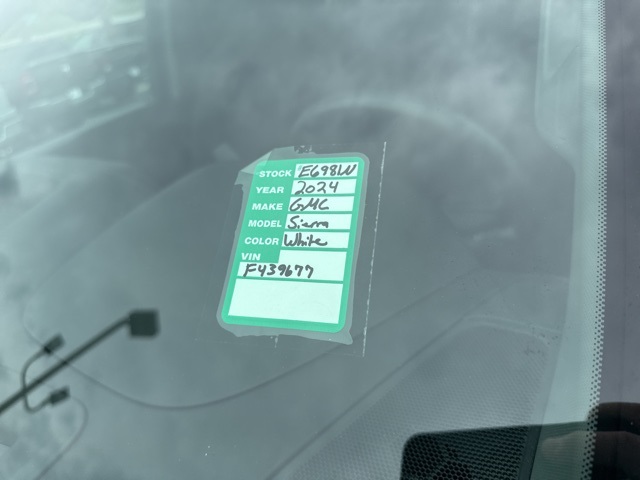 STOCK E698W
YEAR 2024
MAKE GMC
MODEL Sierra
COLOR White
VIN
F439677